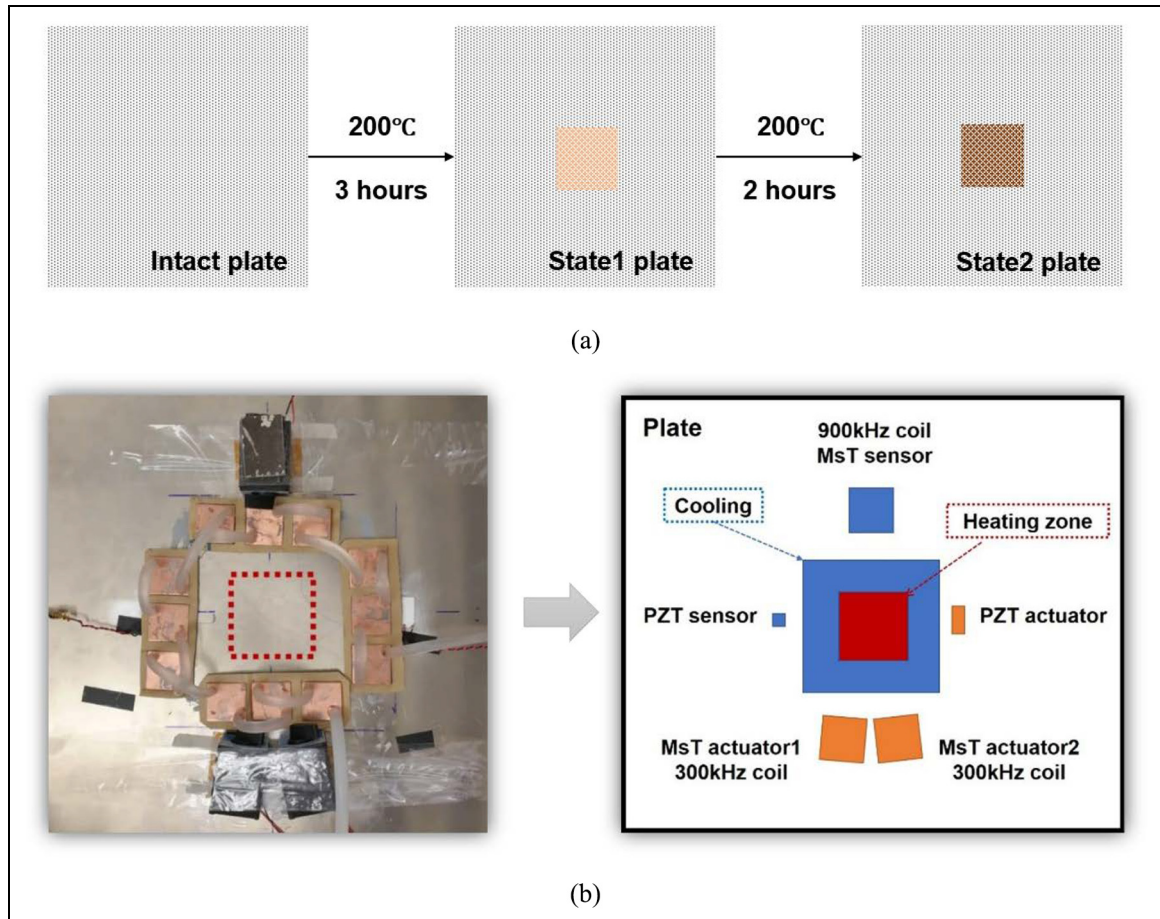 200℃
3 hours
200℃
2 hours
Intact plate
State1 plate
State2 plate
(a)
Plate
900kHz coil
MsT sensor
Cooling
Heating zone
PZT sensor
PZT actuator
MsT actuator1
300kHz coil
MsT actuator2
300kHz coil
(b)